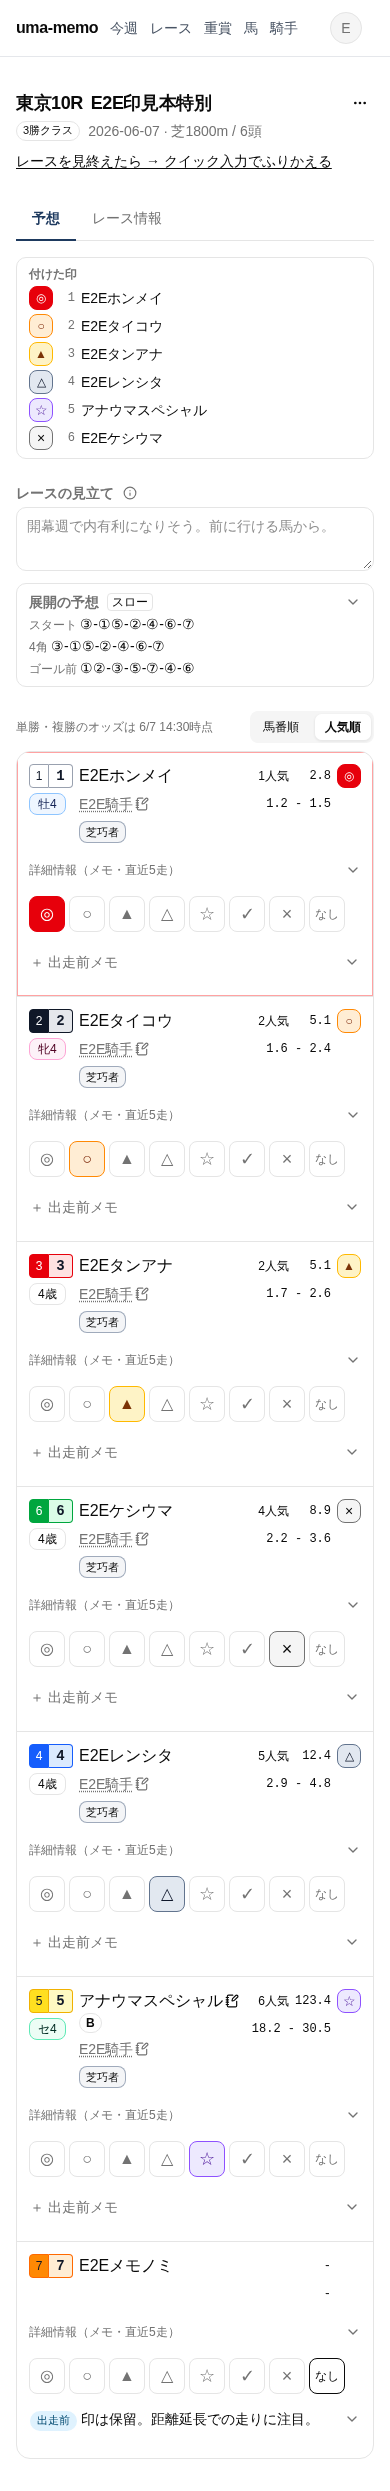 uma-memo 今週 レース 重賞 馬 騎手 E
東京10R E2E印見本特別 …
3勝クラス 2026-06-07 · 芝1800m / 6頭
レースを見終えたら → クイック入力でふりかえる
予想 レース情報
付けた印
◎ 1 E2Eホンメイ
○ 2 E2Eタイコウ
▲ 3 E2Eタンアナ
△ 4 E2Eレンシタ
☆ 5 アナウマスペシャル
× 6 E2Eケシウマ
レースの見立て
開幕週で内有利になりそう。前に行ける馬から。
展開の予想 スロー
スタート ③-①⑤-②-④-⑥-⑦
4角 ③-①⑤-②-④-⑥-⑦
ゴール前 ①②-③-⑤-⑦-④-⑥
単勝・複勝のオッズは 6/7 14:30時点 馬番順 人気順
1 1 E2Eホンメイ 1人気 2.8 ◎
牡4 E2E騎手 1.2 - 1.5
芝巧者
詳細情報（メモ・直近5走）
◎ ○ ▲ △ ☆ ✓ × なし
＋ 出走前メモ
2 2 E2Eタイコウ 2人気 5.1 ○
牝4 E2E騎手 1.6 - 2.4
芝巧者
詳細情報（メモ・直近5走）
◎ ○ ▲ △ ☆ ✓ × なし
＋ 出走前メモ
3 3 E2Eタンアナ 2人気 5.1 ▲
4歳 E2E騎手 1.7 - 2.6
芝巧者
詳細情報（メモ・直近5走）
◎ ○ ▲ △ ☆ ✓ × なし
＋ 出走前メモ
6 6 E2Eケシウマ 4人気 8.9 ×
4歳 E2E騎手 2.2 - 3.6
芝巧者
詳細情報（メモ・直近5走）
◎ ○ ▲ △ ☆ ✓ × なし
＋ 出走前メモ
4 4 E2Eレンシタ 5人気 12.4 △
4歳 E2E騎手 2.9 - 4.8
芝巧者
詳細情報（メモ・直近5走）
◎ ○ ▲ △ ☆ ✓ × なし
＋ 出走前メモ
5 5 アナウマスペシャル 6人気 123.4 ☆
セ4 B 18.2 - 30.5
E2E騎手
芝巧者
詳細情報（メモ・直近5走）
◎ ○ ▲ △ ☆ ✓ × なし
＋ 出走前メモ
7 7 E2Eメモノミ -
-
詳細情報（メモ・直近5走）
◎ ○ ▲ △ ☆ ✓ × なし
出走前 印は保留。距離延長での走りに注目。